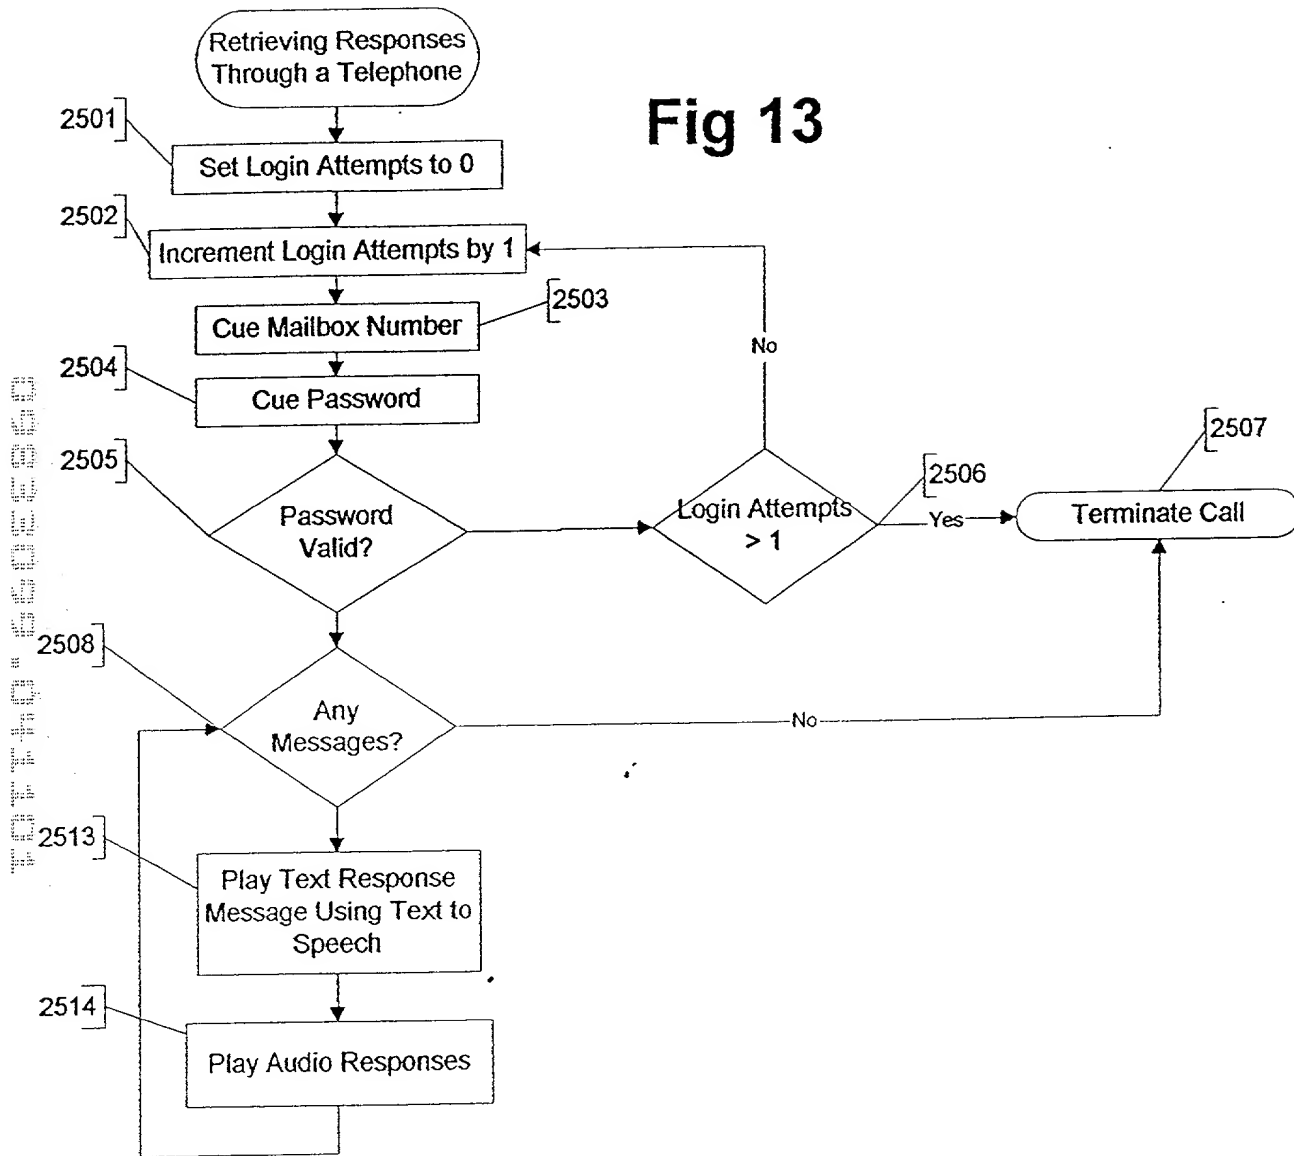 Retrieving Responses
Through a Telephone
Fig 13
2501
Set Login Attempts to 0
2502
Increment Login Attempts by 1
2503
Cue Mailbox Number
No
2504
Cue Password
2507
2505
2506
Password
Valid?
Login Attempts
> 1
Yes
Terminate Call
2508
Any
Messages?
No
2513
Play Text Response
Message Using Text to
Speech
2514
Play Audio Responses